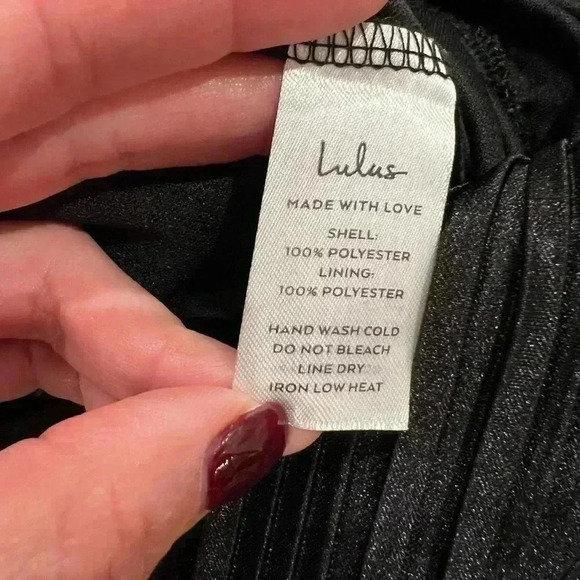 Lulus
MADE WITH LOVE
SHELL:
100% POLYESTER
LINING:
100% POLYESTER
HAND WASH COLD
DO NOT BLEACH
LINE DRY
IRON LOW HEAT